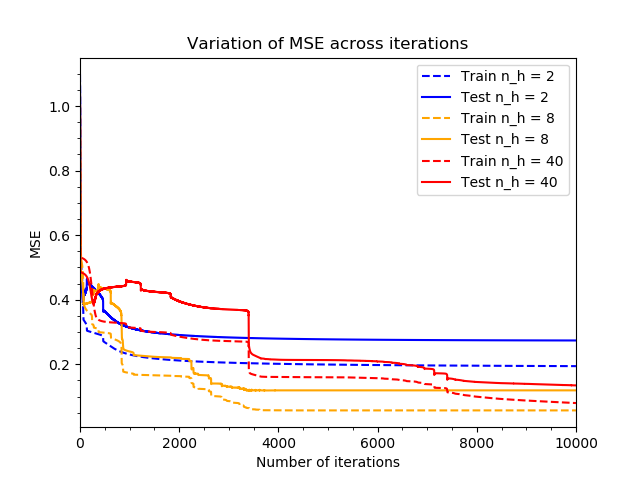 Variation of MSE across iterations
Train n_h = 2
Test n_h = 2
Train n_h = 8
Test n_h = 8
Train n_h = 40
Test n_h = 40
MSE
1.0
0.8
0.6
0.4
0.2
0 2000 4000 6000 8000 10000
Number of iterations